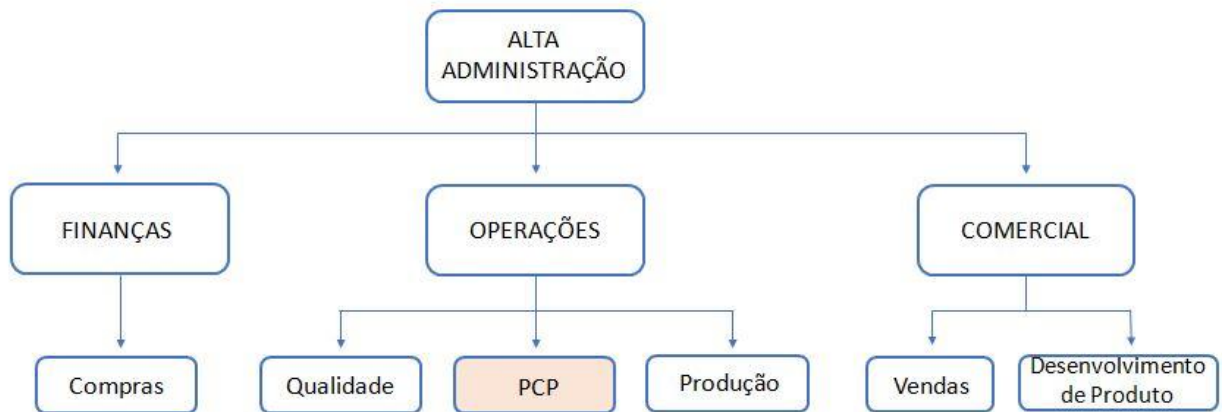 ALTA
ADMINISTRAÇÃO
FINANÇAS
OPERAÇÕES
COMERCIAL
Compras
Qualidade
PCP
Produção
Vendas
Desenvolvimento
de Produto